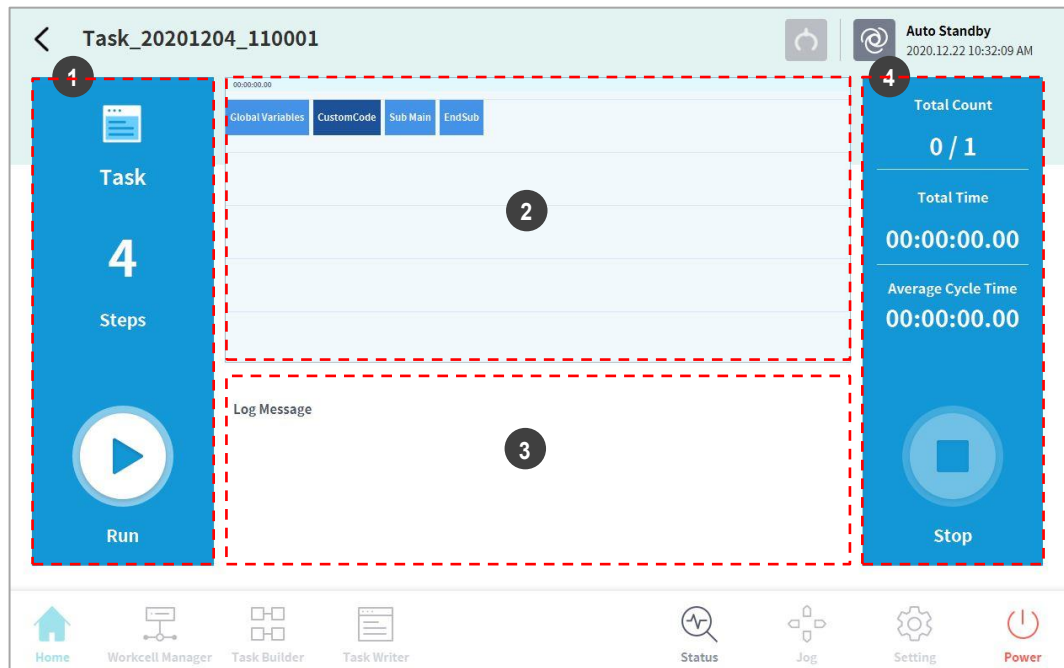 Task_20201204_110001
Auto Standby
2020.12.22 10:32:09 AM
1
Task
4
Steps
Run
00:00:00.00
Global Variables CustomCode Sub Main EndSub
2
Log Message
3
4
Total Count
0 / 1
Total Time
00:00:00.00
Average Cycle Time
00:00:00.00
Stop
Home Workcell Manager Task Builder Task Writer Status Jog Setting Power